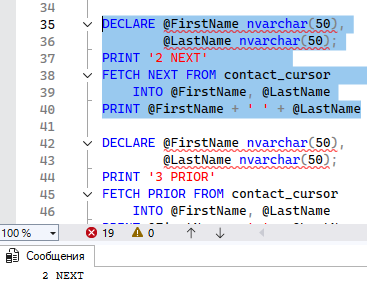 34
35 DECLARE @FirstName nvarchar(50),
36 @LastName nvarchar(50);
37 PRINT '2 NEXT'
38 FETCH NEXT FROM contact_cursor
39 INTO @FirstName, @LastName
40 PRINT @FirstName + ' ' + @LastName
41
42 DECLARE @FirstName nvarchar(50),
43 @LastName nvarchar(50);
44 PRINT '3 PRIOR'
45 FETCH PRIOR FROM contact_cursor
46 INTO @FirstName, @LastName
100 % 19 0
Сообщения
2 NEXT